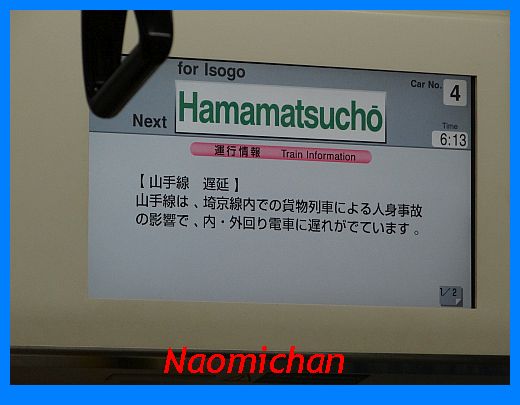 for Isogo
Car No. 4
Next Hamamatsuchō
Time
6:13
運行情報 Train Information
【 山手線 遅延 】
山手線は 、埼京線内での貨物列車による人身事故
の影響で 、内・外回り電車に遅れがでています 。
1/2
Naomichan